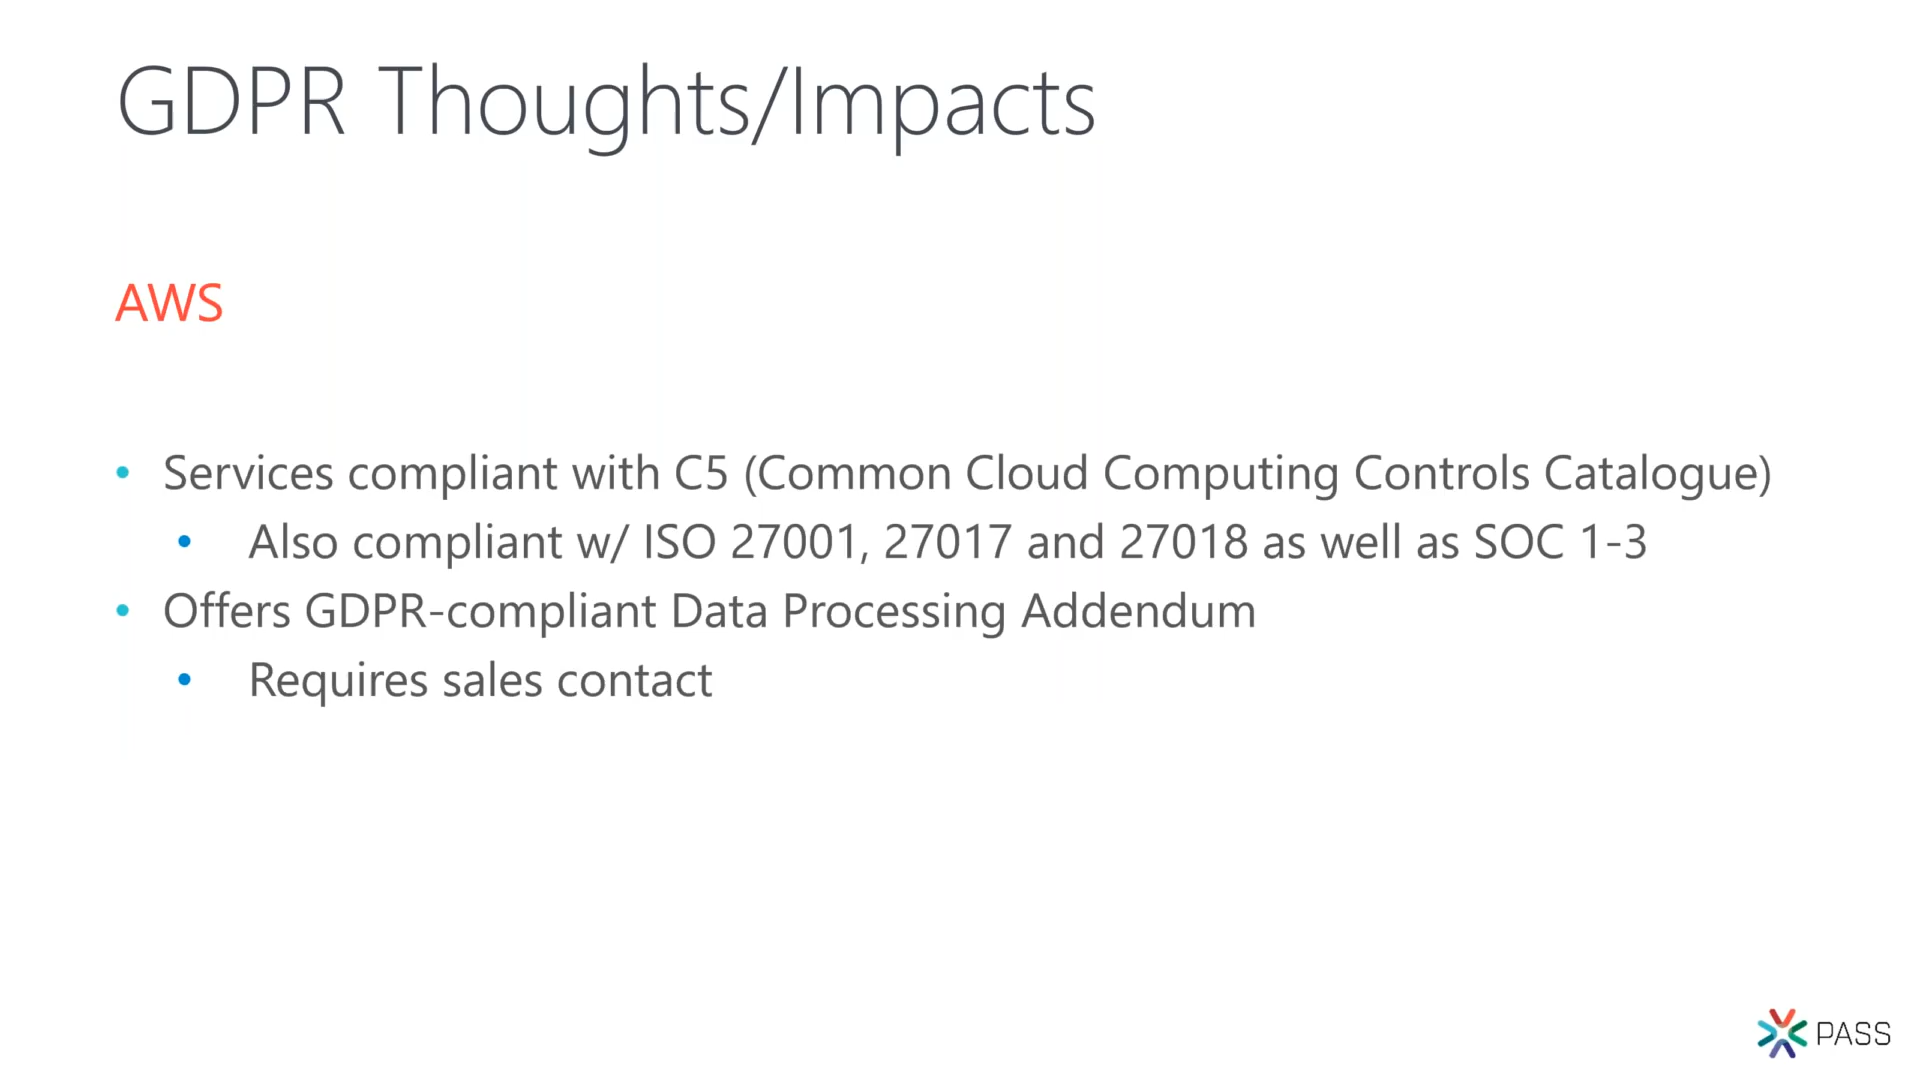 GDPR Thoughts/Impacts
AWS
• Services compliant with C5 (Common Cloud Computing Controls Catalogue)
• Also compliant w/ ISO 27001, 27017 and 27018 as well as SOC 1-3
• Offers GDPR-compliant Data Processing Addendum
• Requires sales contact
PASS